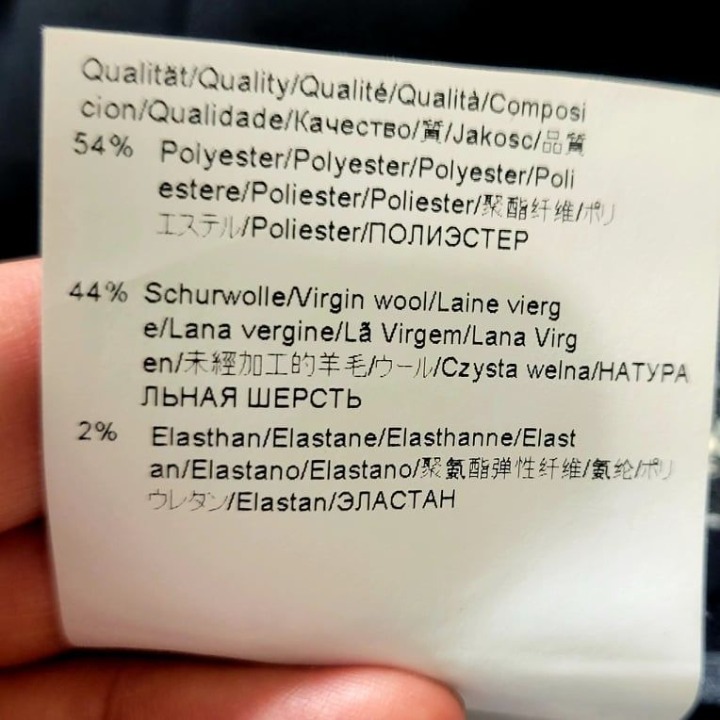 Qualität/Quality/Qualité/Qualità/Composi
cion/Qualidade/Качество/質/Jakosc/品質
54% Polyester/Polyester/Polyester/Poli
estere/Poliester/Poliester/聚酯纤维/ポリ
エステル/Poliester/ПОЛИЭСТЕР
44% Schurwolle/Virgin wool/Laine vierg
e/Lana vergine/Lã Virgem/Lana Virg
en/未經加工的羊毛/ウール/Czysta welna/НАТУРА
ЛЬНАЯ ШЕРСТЬ
2% Elasthan/Elastane/Elasthanne/Elast
an/Elastano/Elastano/聚氨酯弹性纤维/氨纶/ポリ
ウレタン/Elastan/ЭЛАСТАН